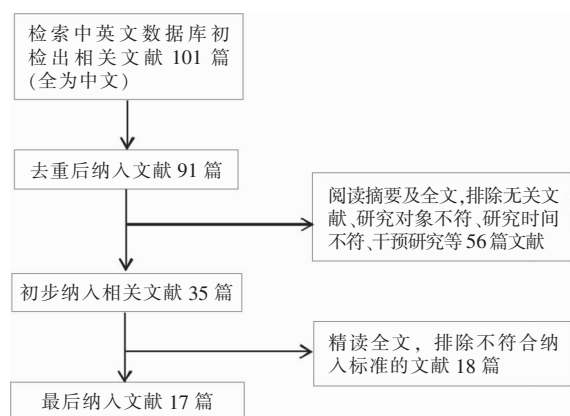 检索中英文数据库初
检出相关文献 101 篇
(全为中文)
去重后纳入文献 91 篇
阅读摘要及全文,排除无关文
献、研究对象不符、研究时间
不符、干预研究等 56 篇文献
初步纳入相关文献 35 篇
精读全文，排除不符合纳
入标准的文献 18 篇
最后纳入文献 17 篇